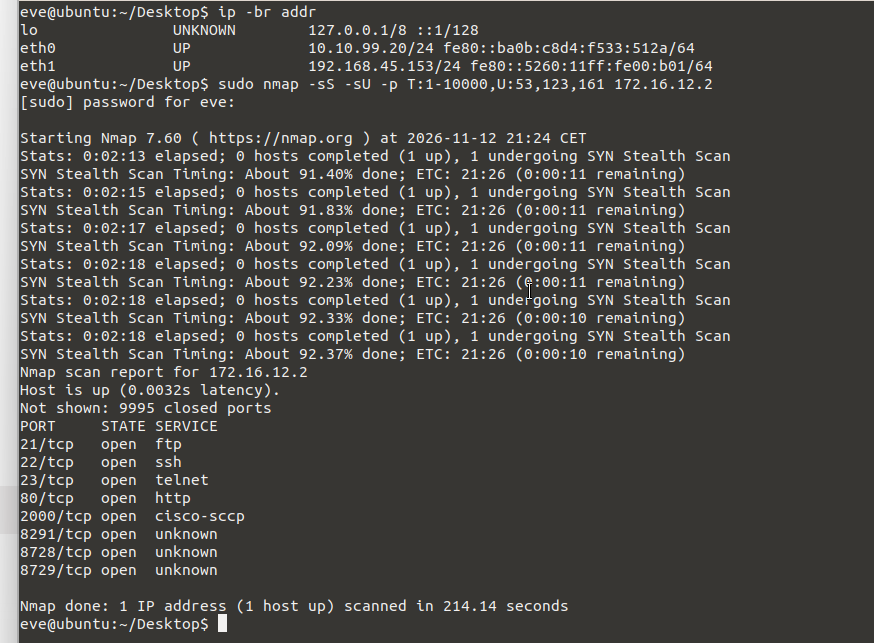 eve@ubuntu:~/Desktop$ ip -br addr
lo               UNKNOWN        127.0.0.1/8 ::1/128
eth0             UP             10.10.99.20/24 fe80::ba0b:c8d4:f533:512a/64
eth1             UP             192.168.45.153/24 fe80::5260:11ff:fe00:b01/64
eve@ubuntu:~/Desktop$ sudo nmap -sS -sU -p T:1-10000,U:53,123,161 172.16.12.2
[sudo] password for eve:
Starting Nmap 7.60 ( https://nmap.org ) at 2026-11-12 21:24 CET
Stats: 0:02:13 elapsed; 0 hosts completed (1 up), 1 undergoing SYN Stealth Scan
SYN Stealth Scan Timing: About 91.40% done; ETC: 21:26 (0:00:11 remaining)
Stats: 0:02:15 elapsed; 0 hosts completed (1 up), 1 undergoing SYN Stealth Scan
SYN Stealth Scan Timing: About 91.83% done; ETC: 21:26 (0:00:11 remaining)
Stats: 0:02:17 elapsed; 0 hosts completed (1 up), 1 undergoing SYN Stealth Scan
SYN Stealth Scan Timing: About 92.09% done; ETC: 21:26 (0:00:11 remaining)
Stats: 0:02:18 elapsed; 0 hosts completed (1 up), 1 undergoing SYN Stealth Scan
SYN Stealth Scan Timing: About 92.23% done; ETC: 21:26 (0:00:11 remaining)
Stats: 0:02:18 elapsed; 0 hosts completed (1 up), 1 undergoing SYN Stealth Scan
SYN Stealth Scan Timing: About 92.33% done; ETC: 21:26 (0:00:10 remaining)
Stats: 0:02:18 elapsed; 0 hosts completed (1 up), 1 undergoing SYN Stealth Scan
SYN Stealth Scan Timing: About 92.37% done; ETC: 21:26 (0:00:10 remaining)
Nmap scan report for 172.16.12.2
Host is up (0.0032s latency).
Not shown: 9995 closed ports
PORT     STATE SERVICE
21/tcp   open  ftp
22/tcp   open  ssh
23/tcp   open  telnet
80/tcp   open  http
2000/tcp open  cisco-sccp
8291/tcp open  unknown
8728/tcp open  unknown
8729/tcp open  unknown
Nmap done: 1 IP address (1 host up) scanned in 214.14 seconds
eve@ubuntu:~/Desktop$